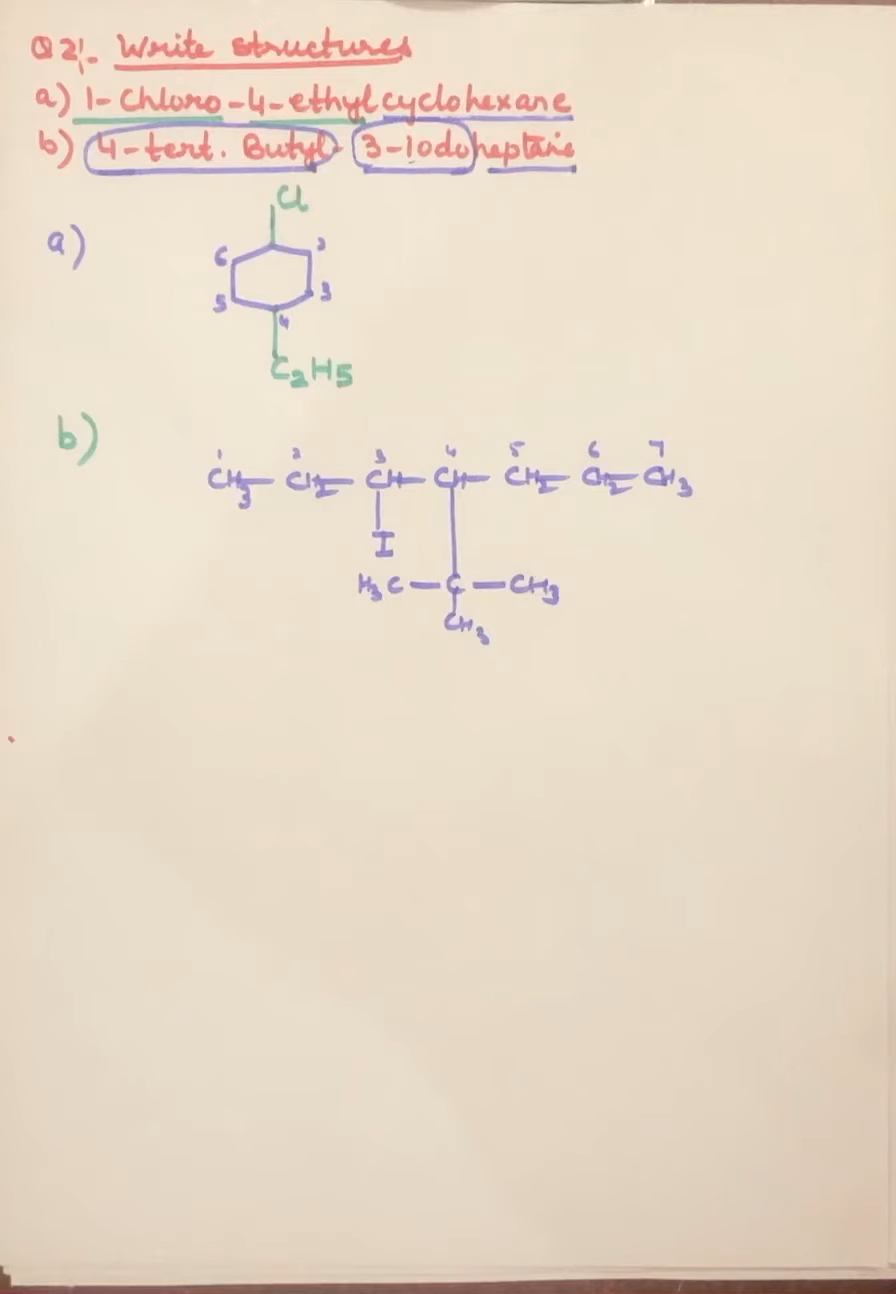 Q2:- Write structures
a) 1-Chloro-4-ethylcyclohexane
b) 4-tert. Butyl-3-Iodoheptane
a)
Cl
6 2
5 3
4
C2H5
b)
1 2 3 4 5 6 7
CH3-CH2-CH-CH-CH2-CH2-CH3
I
H3C-C-CH3
CH3